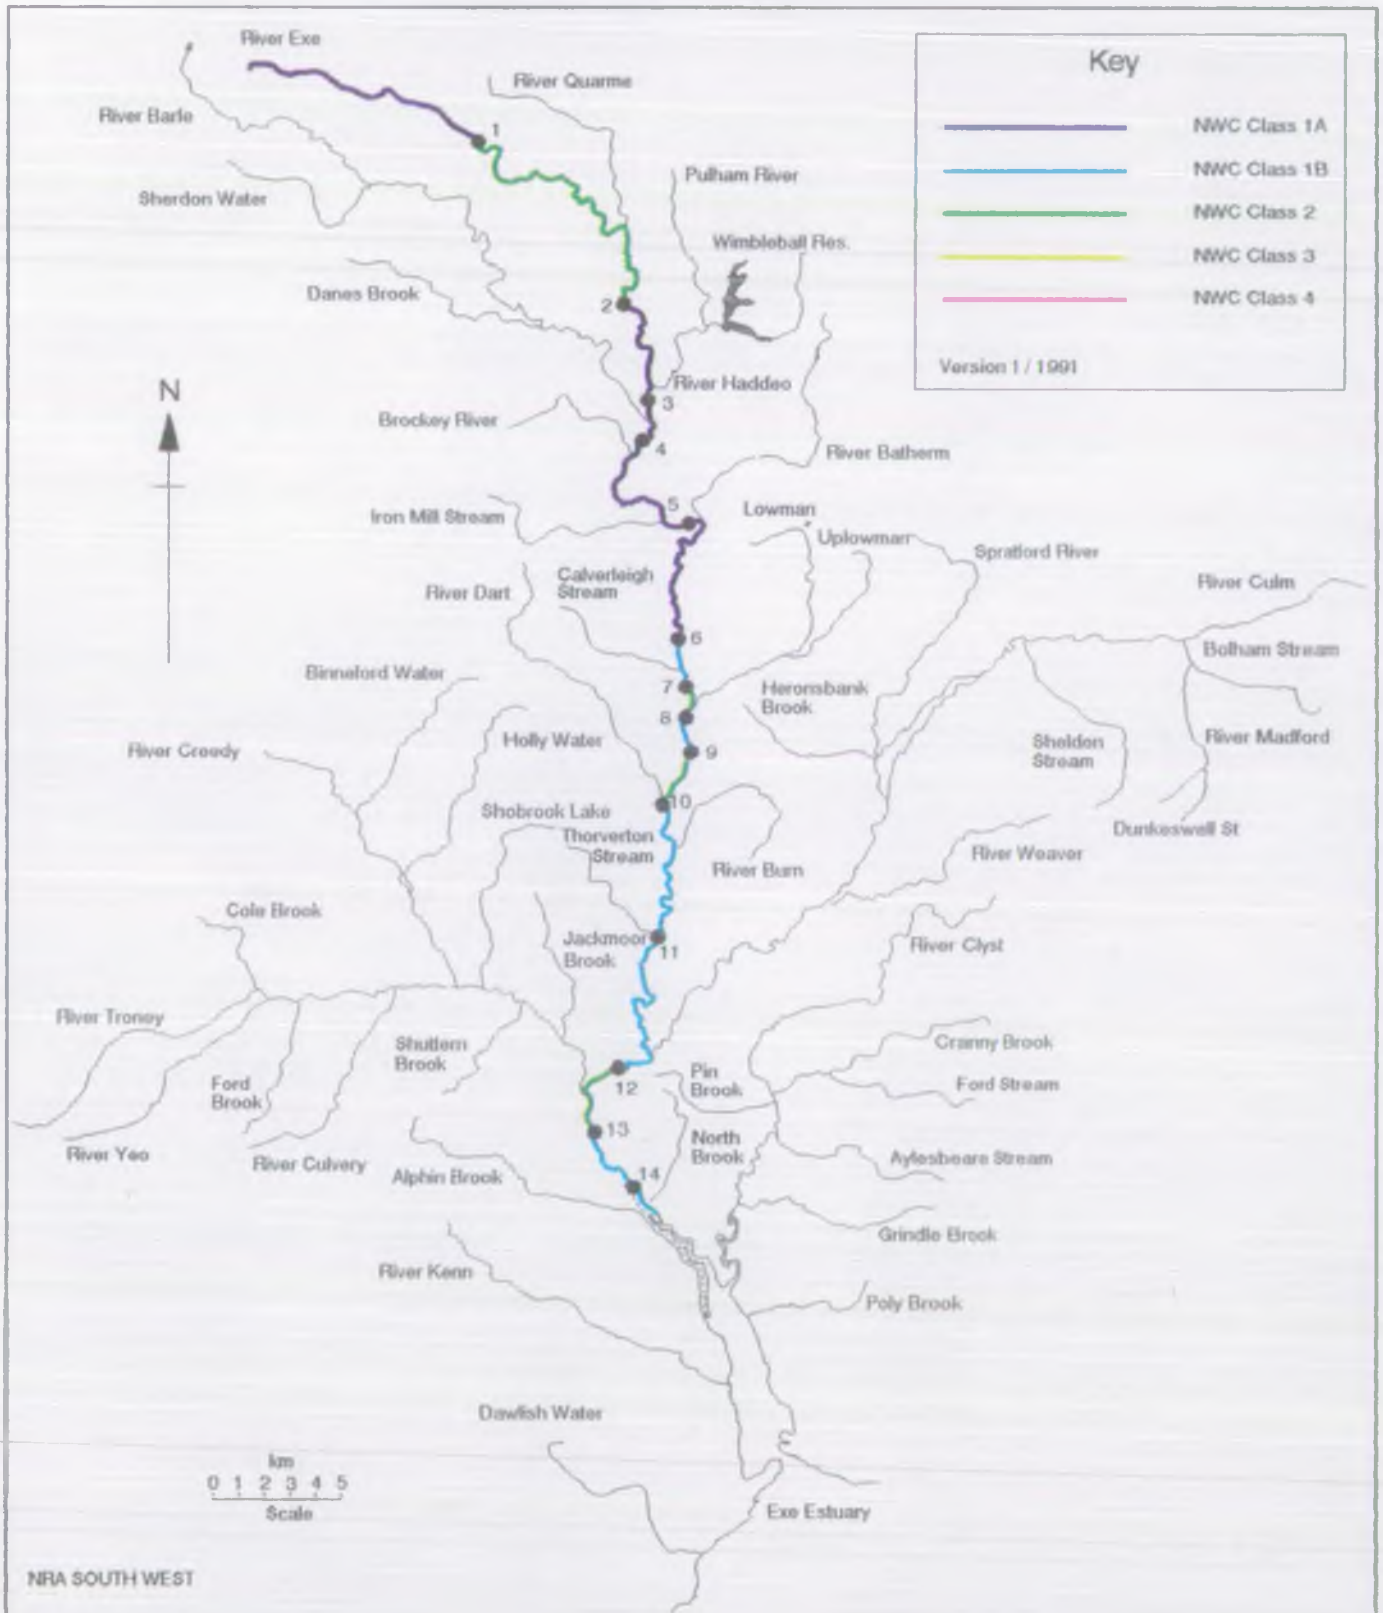 River Exe
Key
River Quarme
River Barle
NWC Class 1A
1
NWC Class 1B
Pulham River
Sherdon Water
NWC Class 2
Wimbleball Res.
NWC Class 3
Danes Brook
NWC Class 4
2
Version 1 / 1991
N
River Haddeo
3
Brockey River
4
River Batherm
5
Lowman
Iron Mill Stream
Uplowman
Spratford River
Calverleigh
Stream
River Dart
River Culm
6
Bolham Stream
Binneford Water
7
Heronsbank
Brook
8
River Creedy
Holly Water
9
Sheldon
Stream
River Madford
10
Shobrook Lake
Thorverton
Stream
Dunkeswell St
River Burn
River Weaver
Cole Brook
Jackmoor
Brook
11
River Clyst
River Troney
Shuttern
Brook
Cranny Brook
Ford
Brook
12
Pin
Brook
Ford Stream
13
River Yeo
River Culvery
North
Brook
Aylesbeare Stream
Alphin Brook
14
Grindle Brook
River Kenn
Poly Brook
Dawlish Water
km
0 1 2 3 4 5
Scale
Exe Estuary
NRA SOUTH WEST